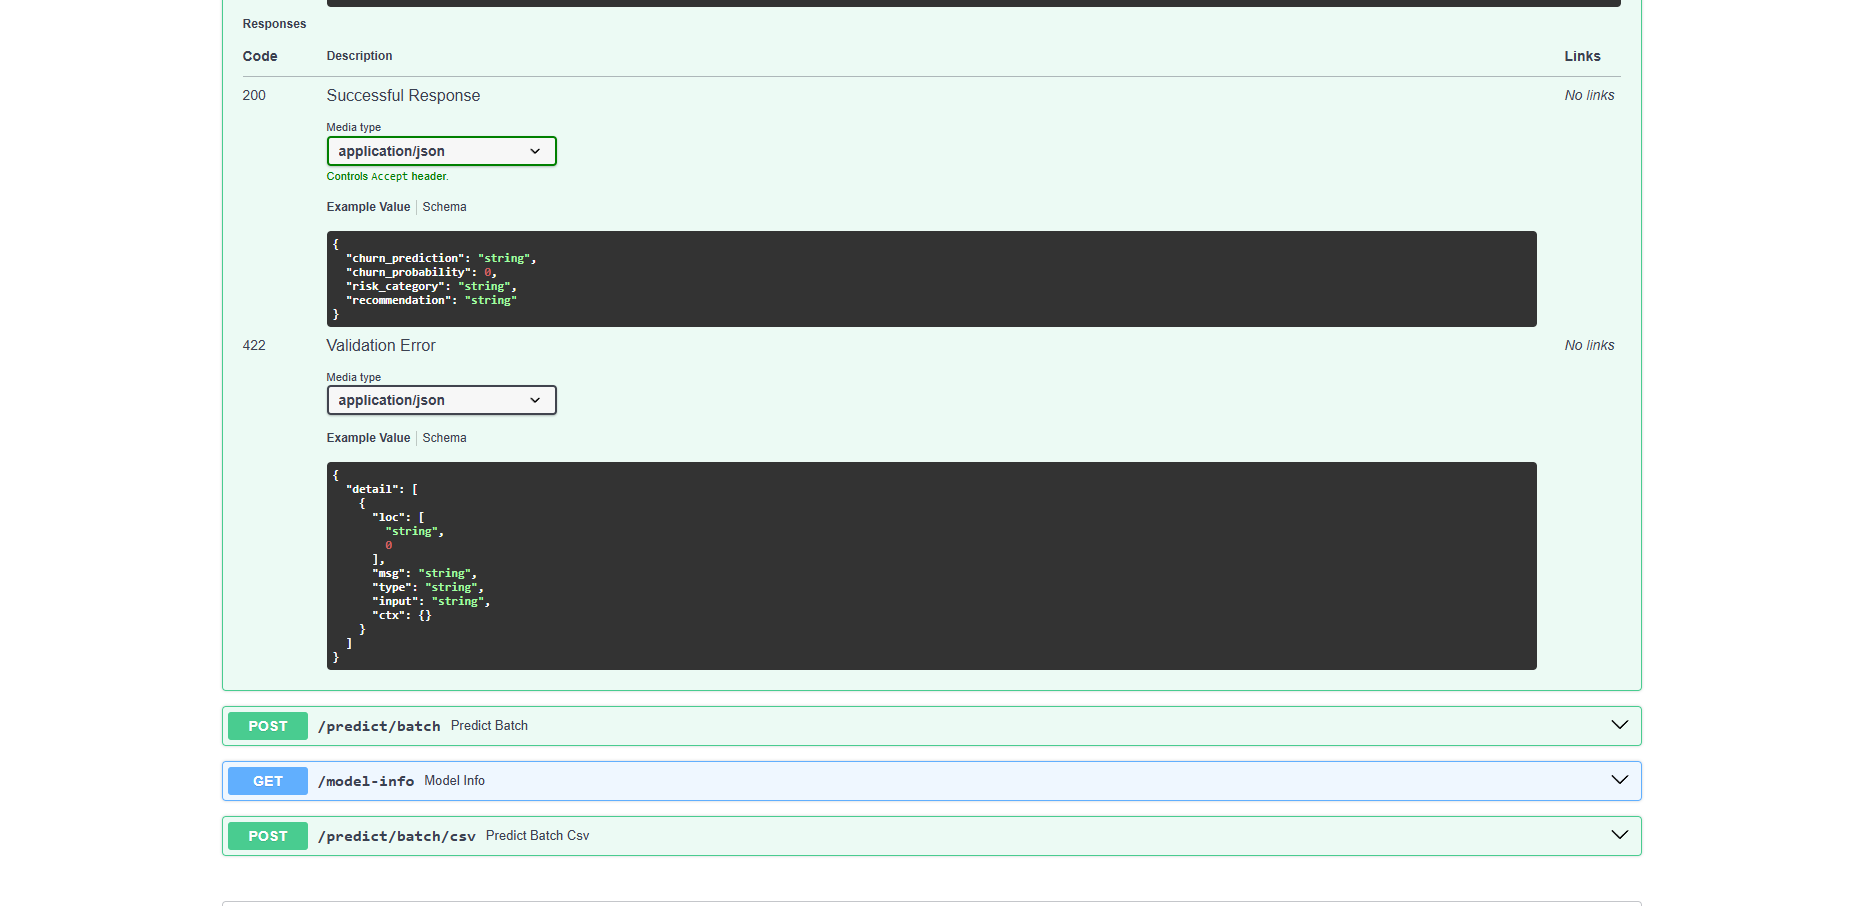 Responses
Code Description Links
200 Successful Response No links
Media type
application/json
Controls Accept header.
Example Value Schema
{
  "churn_prediction": "string",
  "churn_probability": 0,
  "risk_category": "string",
  "recommendation": "string"
}
422 Validation Error No links
Media type
application/json
Example Value Schema
{
  "detail": [
    {
      "loc": [
        "string",
        0
      ],
      "msg": "string",
      "type": "string",
      "input": "string",
      "ctx": {}
    }
  ]
}
POST /predict/batch Predict Batch
GET /model-info Model Info
POST /predict/batch/csv Predict Batch Csv